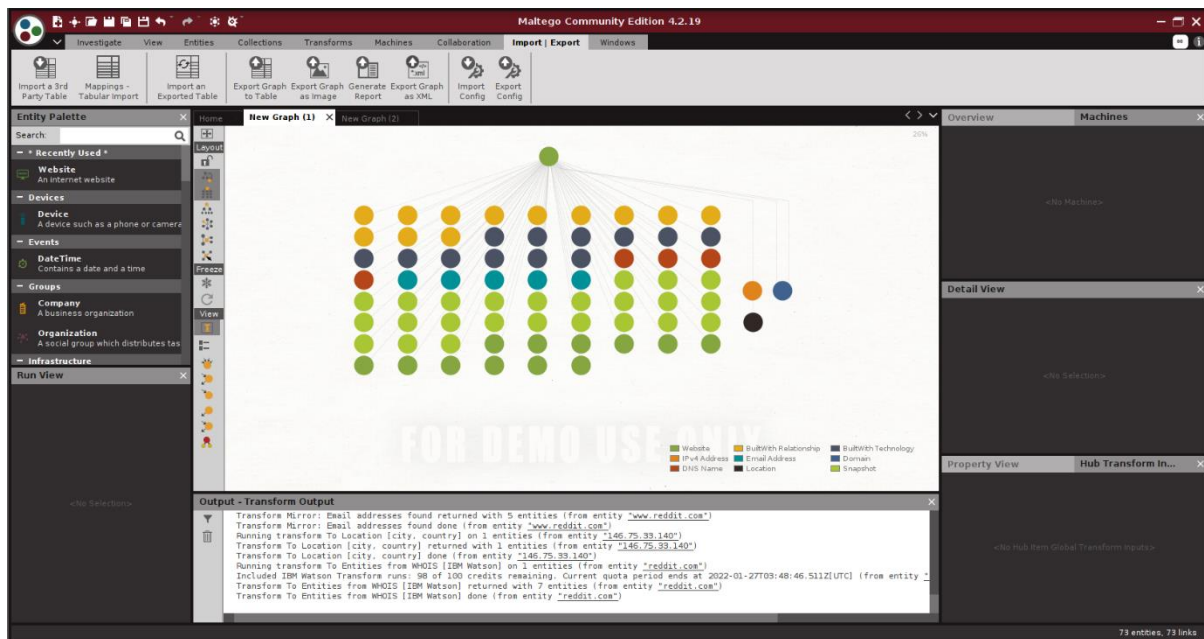 Maltego Community Edition 4.2.19
Investigate View Entities Collections Transforms Machines Collaboration Import | Export Windows
Import a 3rd Party Table
Mappings - Tabular Import
Import an Exported Table
Export Graph to Table
Export Graph as Image
Generate Report
Export Graph as XML
Import Config
Export Config
Entity Palette
Search:
* Recently Used *
Website
An internet website
Devices
Device
A device such as a phone or camera
Events
DateTime
Contains a date and a time
Groups
Company
A business organization
Organization
A social group which distributes tas
Infrastructure
Run View
<No Selection>
Home New Graph (1) New Graph (2)
Layout
Freeze
View
20%
FOR DEMO USE ONLY
Website BuiltWith Relationship BuiltWith Technology
IPv4 Address Email Address Domain
DNS Name Location Snapshot
Output - Transform Output
Transform Mirror: Email addresses found returned with 5 entities (from entity "www.reddit.com")
Transform Mirror: Email addresses found done (from entity "www.reddit.com")
Running transform To Location [city, country] on 1 entities (from entity "146.75.33.140")
Transform To Location [city, country] returned with 1 entities (from entity "146.75.33.140")
Transform To Location [city, country] done (from entity "146.75.33.140")
Running transform To Entities from WHOIS [IBM Watson] on 1 entities (from entity "reddit.com")
Included IBM Watson Transform runs: 98 of 100 credits remaining. Current quota period ends at 2022-01-27T03:48:46.511Z[UTC] (from entity "
Transform To Entities from WHOIS [IBM Watson] returned with 7 entities (from entity "reddit.com")
Transform To Entities from WHOIS [IBM Watson] done (from entity "reddit.com")
Overview Machines
<No Machine>
Detail View
<No Selection>
Property View Hub Transform In...
<No Hub Item Global Transform Inputs>
73 entities, 73 links